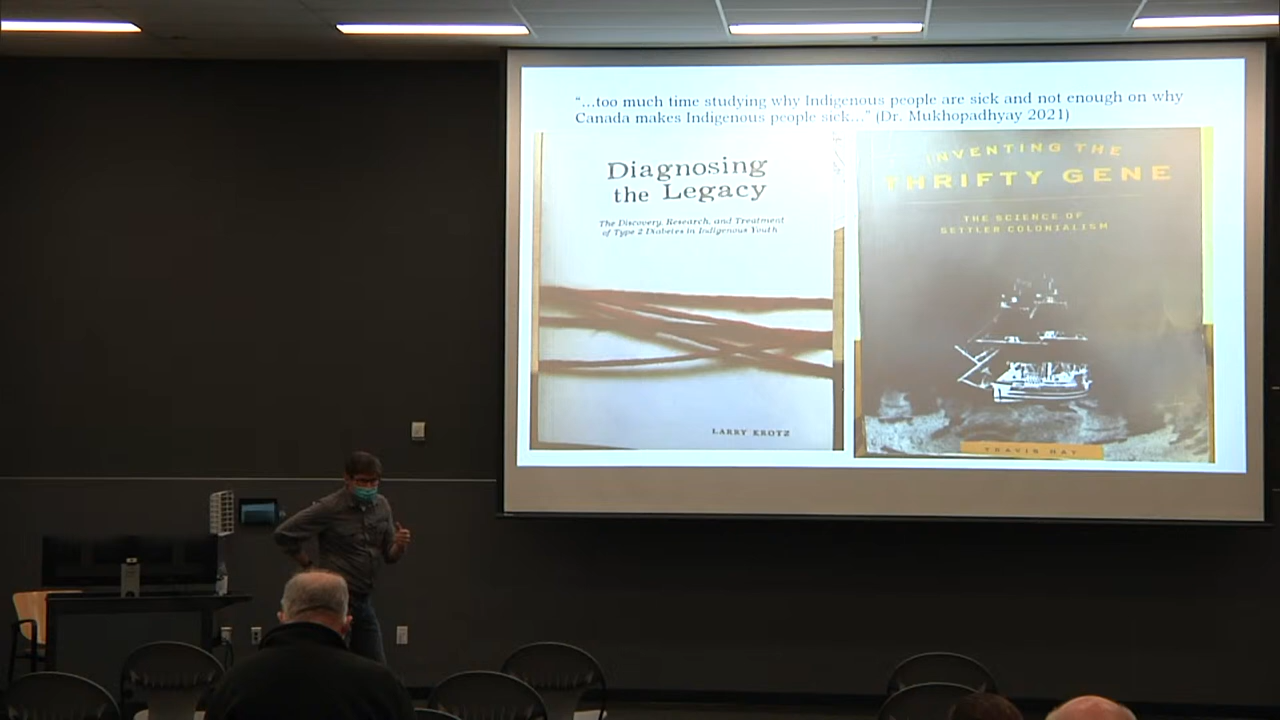 “...too much time studying why Indigenous people are sick and not enough on why
Canada makes Indigenous people sick...” (Dr. Mukhopadhyay 2021)
Diagnosing
the Legacy
The Discovery, Research, and Treatment
of Type 2 Diabetes in Indigenous Youth
LARRY KROTZ
INVENTING THE
THRIFTY GENE
THE SCIENCE OF
SETTLER COLONIALISM
TRAVIS HAY